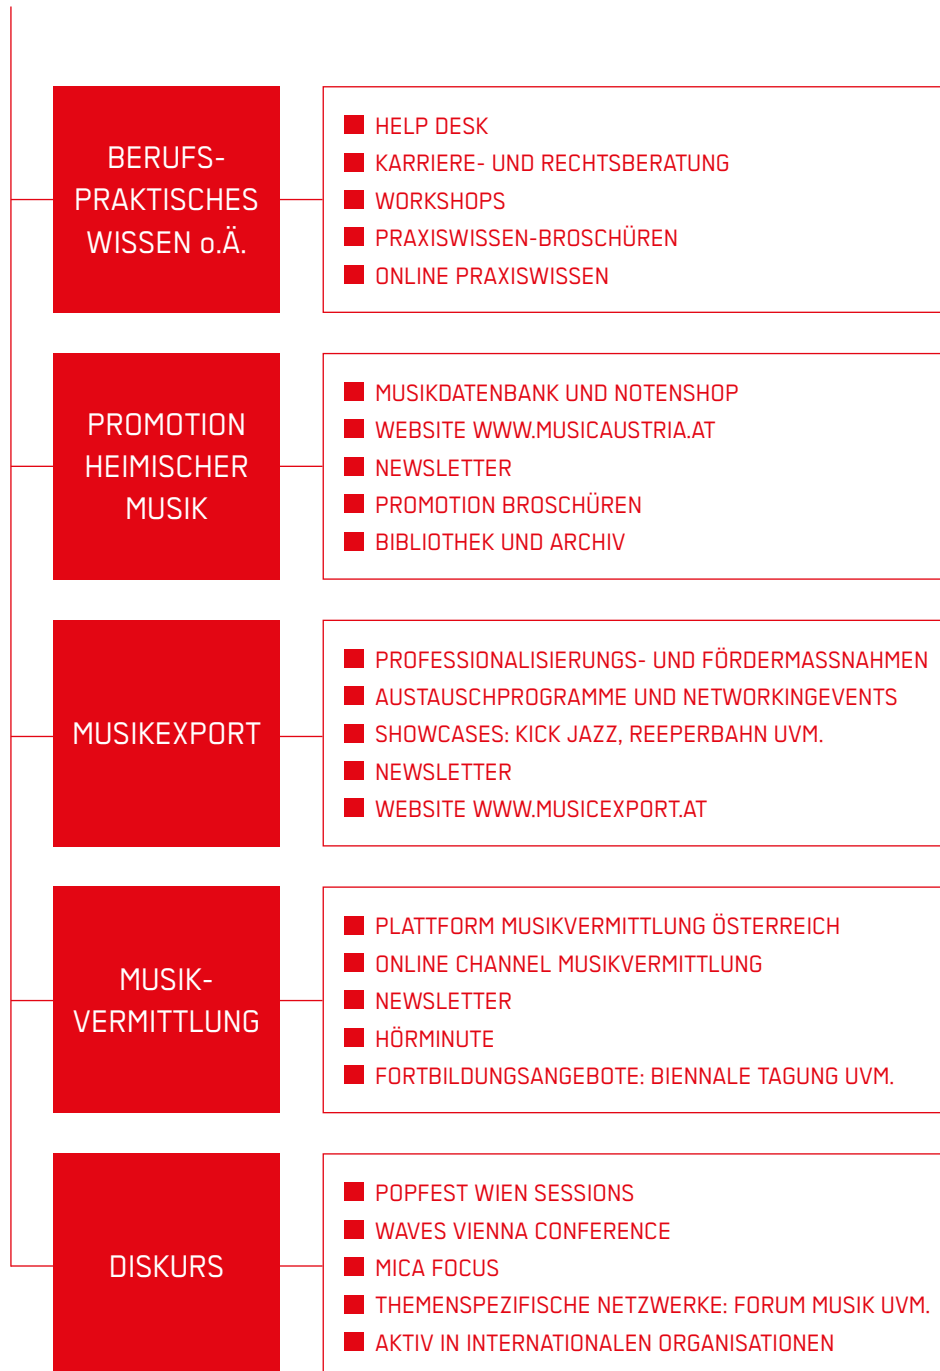 BERUFS-
PRAKTISCHES
WISSEN o.Ä.
HELP DESK
KARRIERE- UND RECHTSBERATUNG
WORKSHOPS
PRAXISWISSEN-BROSCHÜREN
ONLINE PRAXISWISSEN
PROMOTION
HEIMISCHER
MUSIK
MUSIKDATENBANK UND NOTENSHOP
WEBSITE WWW.MUSICAUSTRIA.AT
NEWSLETTER
PROMOTION BROSCHÜREN
BIBLIOTHEK UND ARCHIV
MUSIKEXPORT
PROFESSIONALISIERUNGS- UND FÖRDERMASSNAHMEN
AUSTAUSCHPROGRAMME UND NETWORKINGEVENTS
SHOWCASES: KICK JAZZ, REEPERBAHN UVM.
NEWSLETTER
WEBSITE WWW.MUSICEXPORT.AT
MUSIK-
VERMITTLUNG
PLATTFORM MUSIKVERMITTLUNG ÖSTERREICH
ONLINE CHANNEL MUSIKVERMITTLUNG
NEWSLETTER
HÖRMINUTE
FORTBILDUNGSANGEBOTE: BIENNALE TAGUNG UVM.
DISKURS
POPFEST WIEN SESSIONS
WAVES VIENNA CONFERENCE
MICA FOCUS
THEMENSPEZIFISCHE NETZWERKE: FORUM MUSIK UVM.
AKTIV IN INTERNATIONALEN ORGANISATIONEN